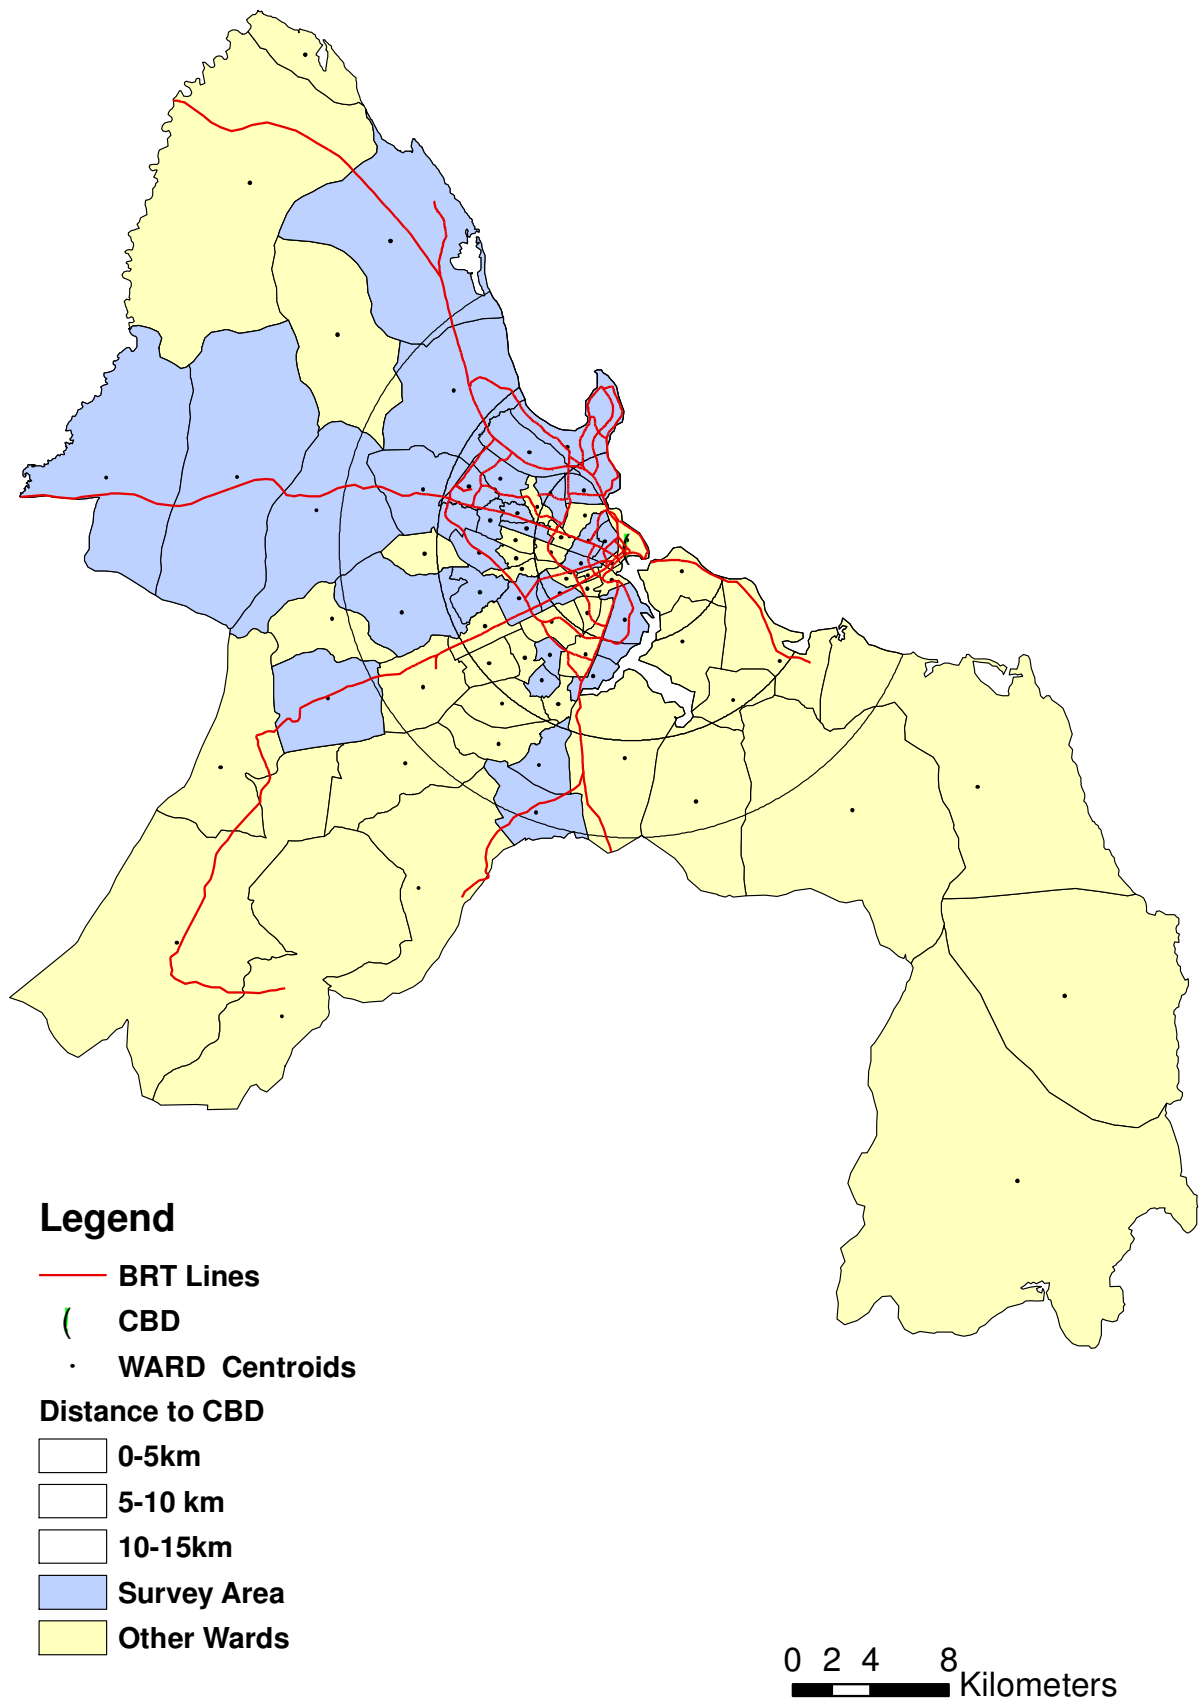 Legend
BRT Lines
CBD
WARD Centroids
Distance to CBD
0-5km
5-10 km
10-15km
Survey Area
Other Wards
0 2 4 8
Kilometers